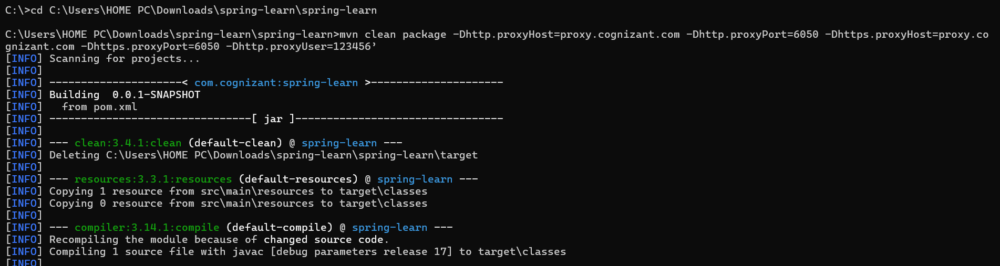 C:\>cd C:\Users\HOME PC\Downloads\spring-learn\spring-learn
C:\Users\HOME PC\Downloads\spring-learn\spring-learn>mvn clean package -Dhttp.proxyHost=proxy.cognizant.com -Dhttp.proxyPort=6050 -Dhttps.proxyHost=proxy.co
gnizant.com -Dhttps.proxyPort=6050 -Dhttp.proxyUser=123456’
[INFO] Scanning for projects...
[INFO]
[INFO] ---------------------< com.cognizant:spring-learn >---------------------
[INFO] Building  0.0.1-SNAPSHOT
[INFO]   from pom.xml
[INFO] --------------------------------[ jar ]---------------------------------
[INFO]
[INFO] --- clean:3.4.1:clean (default-clean) @ spring-learn ---
[INFO] Deleting C:\Users\HOME PC\Downloads\spring-learn\spring-learn\target
[INFO]
[INFO] --- resources:3.3.1:resources (default-resources) @ spring-learn ---
[INFO] Copying 1 resource from src\main\resources to target\classes
[INFO] Copying 0 resource from src\main\resources to target\classes
[INFO]
[INFO] --- compiler:3.14.1:compile (default-compile) @ spring-learn ---
[INFO] Recompiling the module because of changed source code.
[INFO] Compiling 1 source file with javac [debug parameters release 17] to target\classes
[INFO]